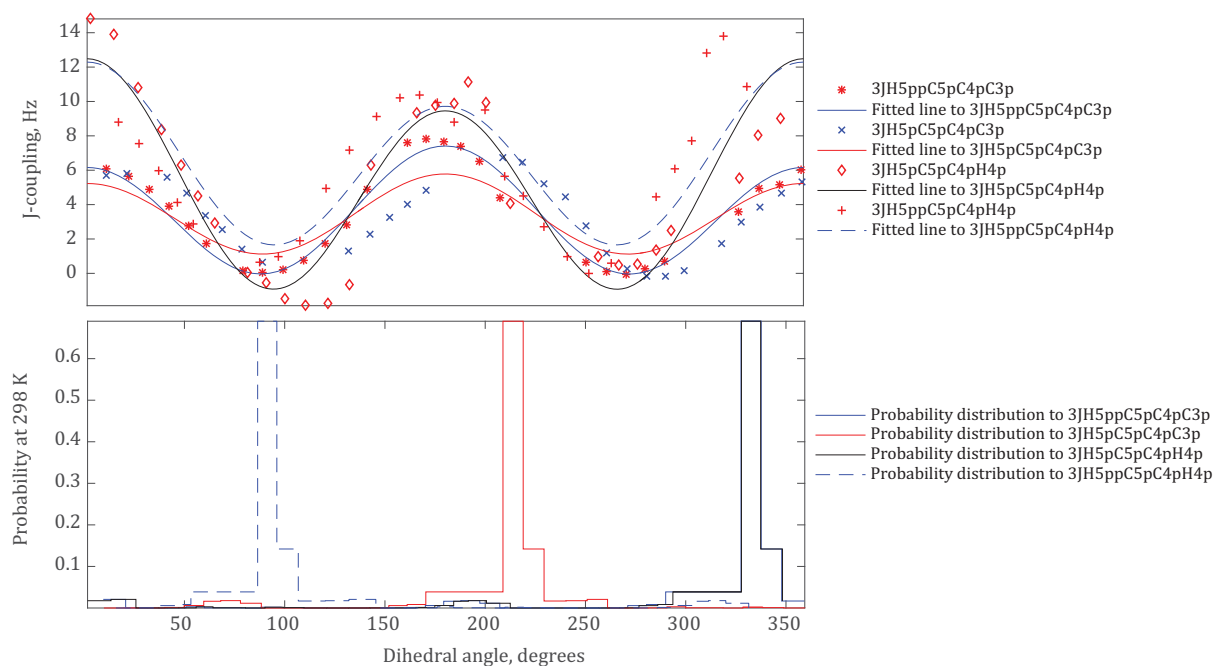 14
12
10
8
6
4
2
0
J-coupling, Hz
3JH5ppC5pC4pC3p
Fitted line to 3JH5ppC5pC4pC3p
3JH5pC5pC4pC3p
Fitted line to 3JH5pC5pC4pC3p
3JH5pC5pC4pH4p
Fitted line to 3JH5pC5pC4pH4p
3JH5ppC5pC4pH4p
Fitted line to 3JH5ppC5pC4pH4p
0.6
0.5
0.4
0.3
0.2
0.1
Probability at 298 K
Probability distribution to 3JH5ppC5pC4pC3p
Probability distribution to 3JH5pC5pC4pC3p
Probability distribution to 3JH5pC5pC4pH4p
Probability distribution to 3JH5ppC5pC4pH4p
50 100 150 200 250 300 350
Dihedral angle, degrees